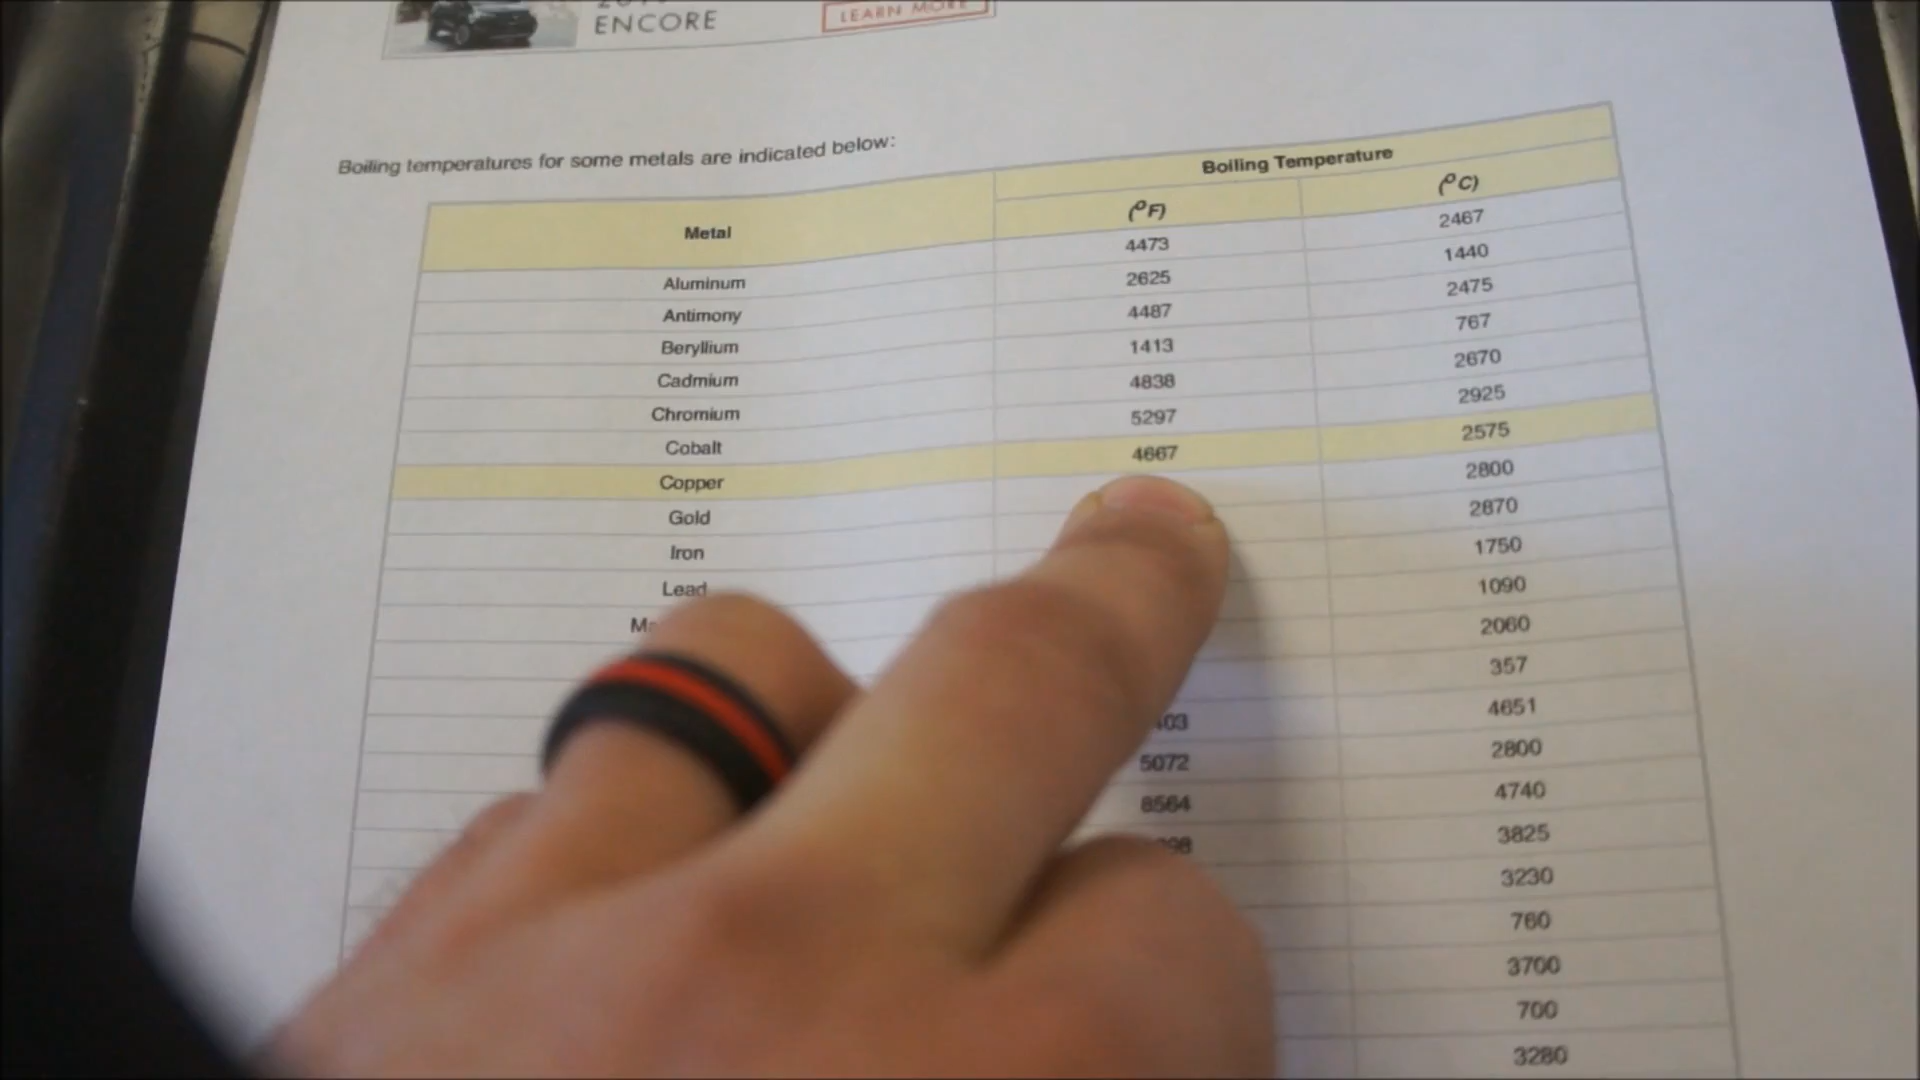 ENCORE
LEARN MORE
Boiling temperatures for some metals are indicated below:
Metal Boiling Temperature
(ºF) (ºC)
Aluminum 4473 2467
Antimony 2625 1440
Beryllium 4487 2475
Cadmium 1413 767
Chromium 4838 2670
Cobalt 5297 2925
Copper 4667 2575
Gold 2800
Iron 2870
Lead 1750
1090
2060
357
4651
5072 2800
8564 4740
3825
3230
760
3700
700
3280